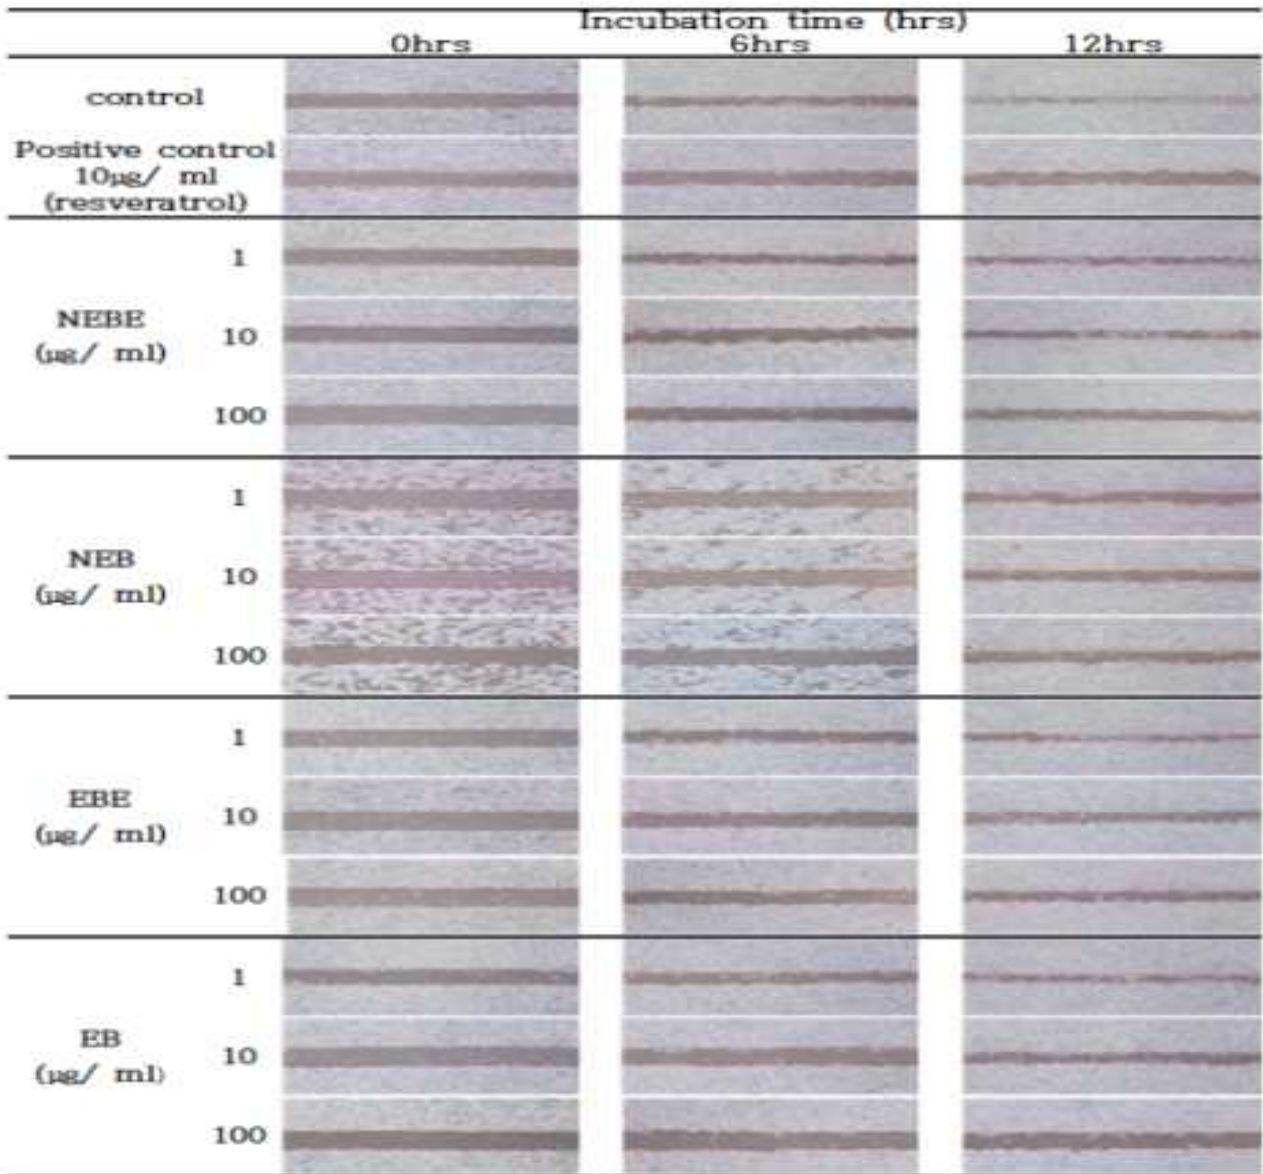 Incubation time (hrs)
0hrs 6hrs 12hrs
control
Positive control
10µg/ ml
(resveratrol)
1
NEBE
10
(µg/ ml)
100
1
NEB
10
(µg/ ml)
100
1
EBE
10
(µg/ ml)
100
1
EB
10
(µg/ ml)
100